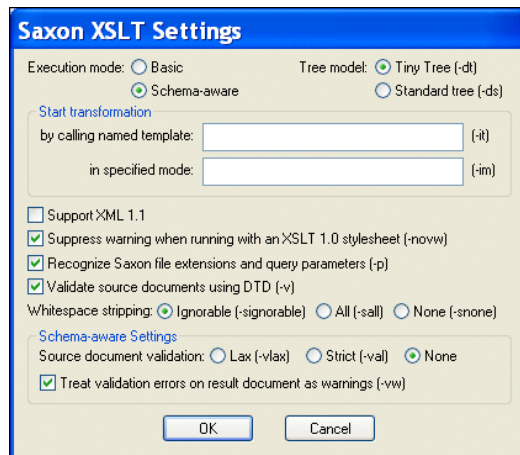 Saxon XSLT Settings
Execution mode: Basic Tree model: Tiny Tree (-dt)
Schema-aware Standard tree (-ds)
Start transformation
by calling named template: (-it)
in specified mode: (-im)
Support XML 1.1
Suppress warning when running with an XSLT 1.0 stylesheet (-novw)
Recognize Saxon file extensions and query parameters (-p)
Validate source documents using DTD (-v)
Whitespace stripping: Ignorable (-signorable) All (-sall) None (-snone)
Schema-aware Settings
Source document validation: Lax (-vlax) Strict (-val) None
Treat validation errors on result document as warnings (-vw)
OK Cancel